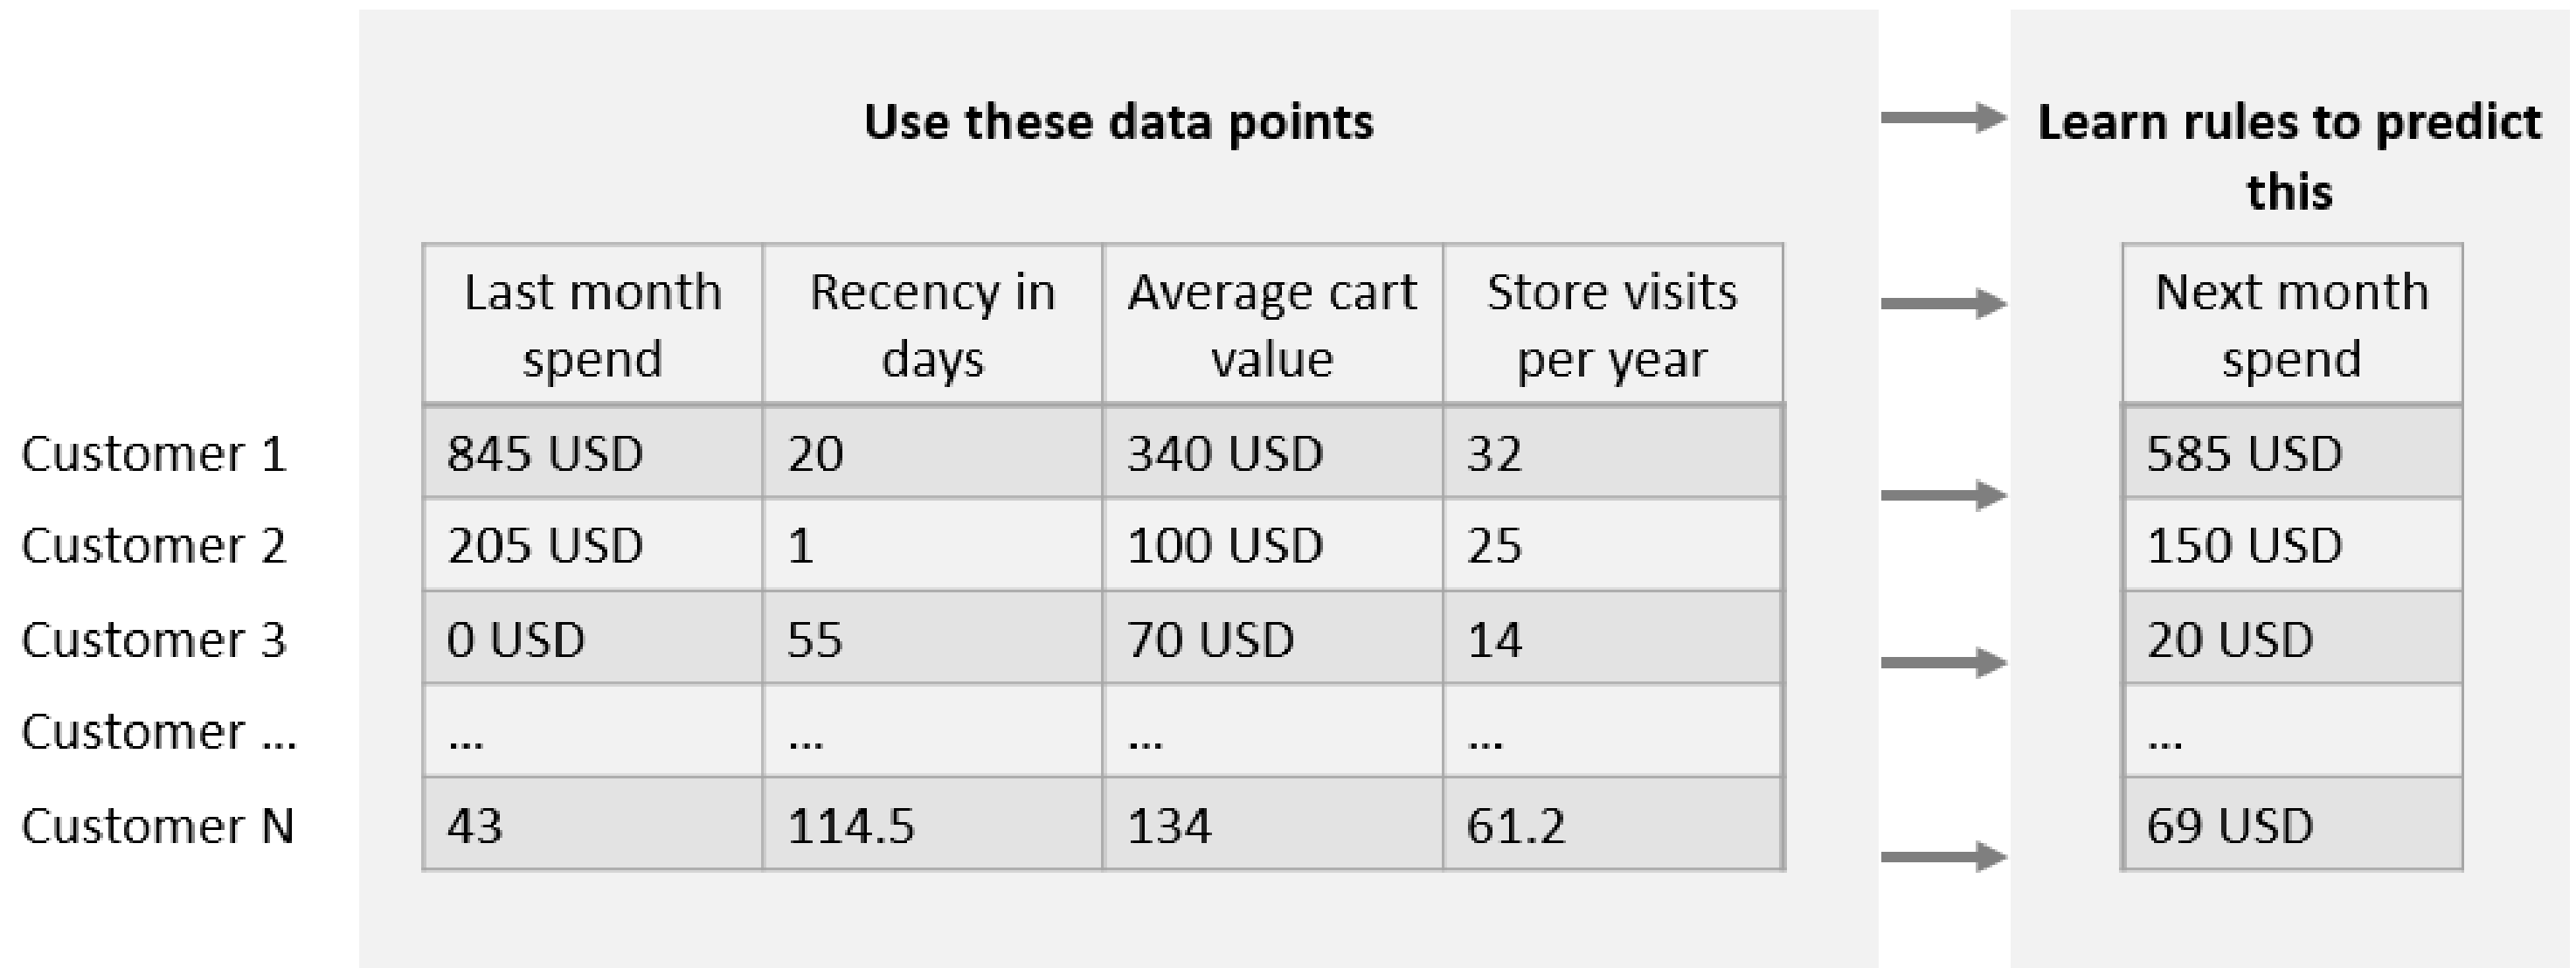 Use these data points
Learn rules to predict
this
Last month
spend
Recency in
days
Average cart
value
Store visits
per year
Next month
spend
Customer 1 845 USD 20 340 USD 32 585 USD
Customer 2 205 USD 1 100 USD 25 150 USD
Customer 3 0 USD 55 70 USD 14 20 USD
Customer ... ... ... ... ... ...
Customer N 43 114.5 134 61.2 69 USD